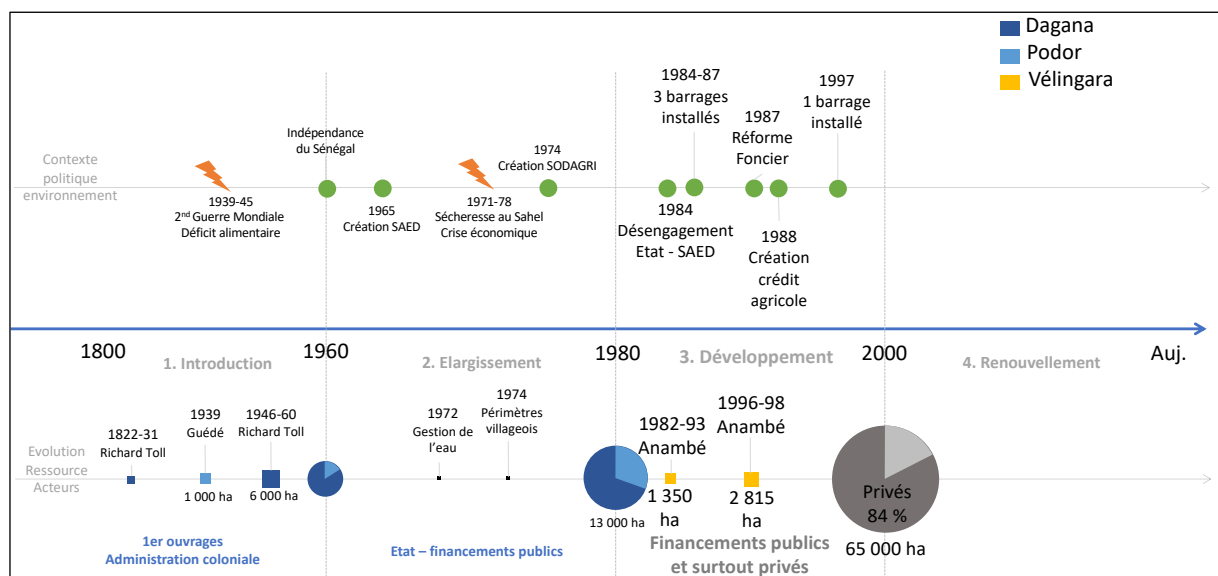 Dagana
Podor
Vélingara
Contexte
politique
environnement
1939-45
2nd Guerre Mondiale
Déficit alimentaire
Indépendance
du Sénégal
1965
Création SAED
1971-78
Sécheresse au Sahel
Crise économique
1974
Création SODAGRI
1984
Désengagement
Etat - SAED
1984-87
3 barrages
installés
1987
Réforme
Foncier
1988
Création
crédit
agricole
1997
1 barrage
installé
1800
1960
1980
2000
Auj.
1. Introduction
2. Elargissement
3. Développement
4. Renouvellement
Evolution
Ressource
Acteurs
1822-31
Richard Toll
1939
Guédé
1 000 ha
1946-60
Richard Toll
6 000 ha
1972
Gestion de
l'eau
1974
Périmètres
villageois
13 000 ha
1982-93
Anambé
1 350
ha
1996-98
Anambé
2 815
ha
Privés
84 %
65 000 ha
1er ouvrages
Administration coloniale
Etat – financements publics
Financements publics
et surtout privés